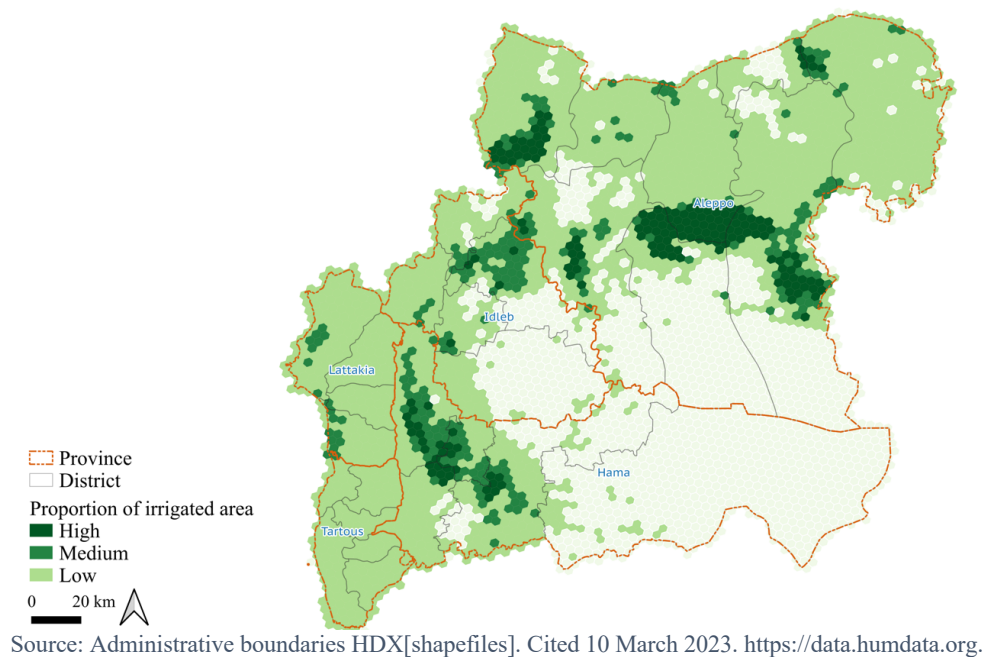 Aleppo
Idleb
Lattakia
Hama
Tartous
Province
District
Proportion of irrigated area
High
Medium
Low
0 20 km
Source: Administrative boundaries HDX[shapefiles]. Cited 10 March 2023. https://data.humdata.org.